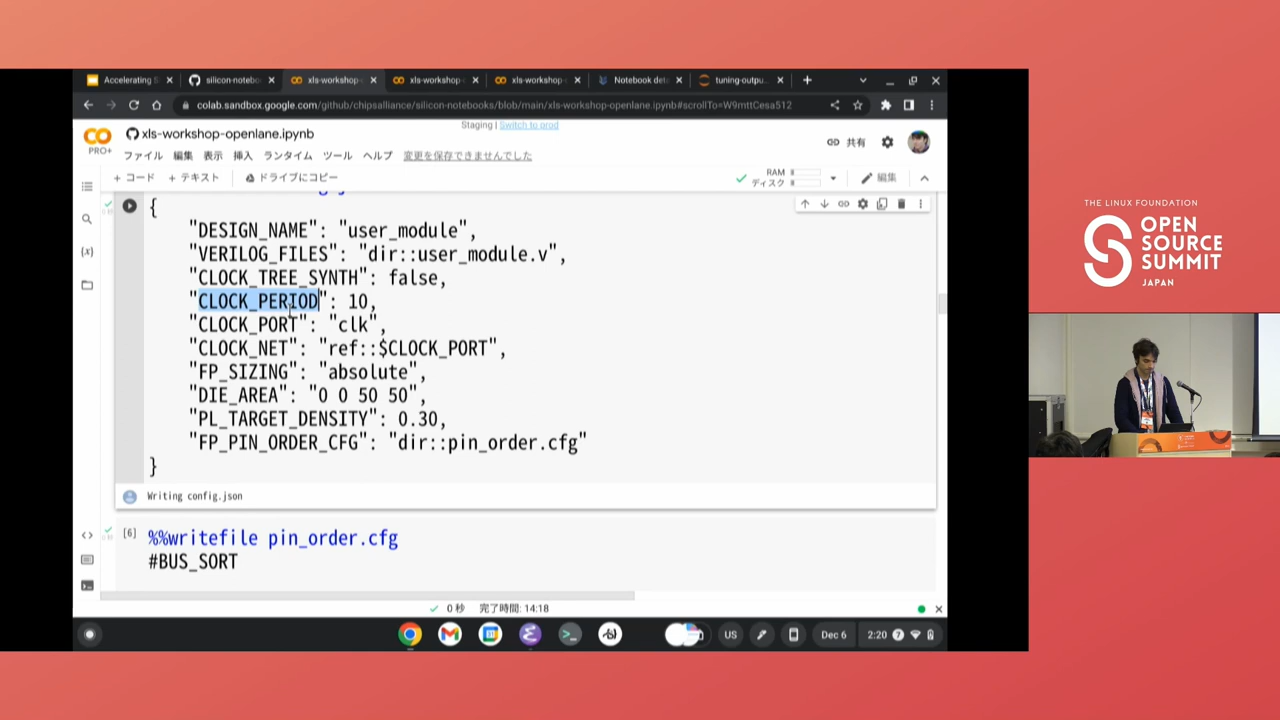 Accelerating S
silicon-notebo
xls-workshop-
xls-workshop-c
xls-workshop-
Notebook det
tuning-outpu
colab.sandbox.google.com/github/chipsalliance/silicon-notebooks/blob/main/xls-workshop-openlane.ipynb#scrollTo=W9mttCesa512
Staging | Switch to prod
PRO+
xls-workshop-openlane.ipynb
共有
ファイル 編集 表示 挿入 ランタイム ツール ヘルプ 変更を保存できませんでした
+ コード + テキスト ドライブにコピー
RAM
ディスク
編集
{
"DESIGN_NAME": "user_module",
"VERILOG_FILES": "dir::user_module.v",
"CLOCK_TREE_SYNTH": false,
"CLOCK_PERIOD": 10,
"CLOCK_PORT": "clk",
"CLOCK_NET": "ref::$CLOCK_PORT",
"FP_SIZING": "absolute",
"DIE_AREA": "0 0 50 50",
"PL_TARGET_DENSITY": 0.30,
"FP_PIN_ORDER_CFG": "dir::pin_order.cfg"
}
Writing config.json
[6] %%writefile pin_order.cfg
#BUS_SORT
0 秒 完了時間: 14:18
US
Dec 6
2:20
THE LINUX FOUNDATION
OPEN
SOURCE
SUMMIT
JAPAN